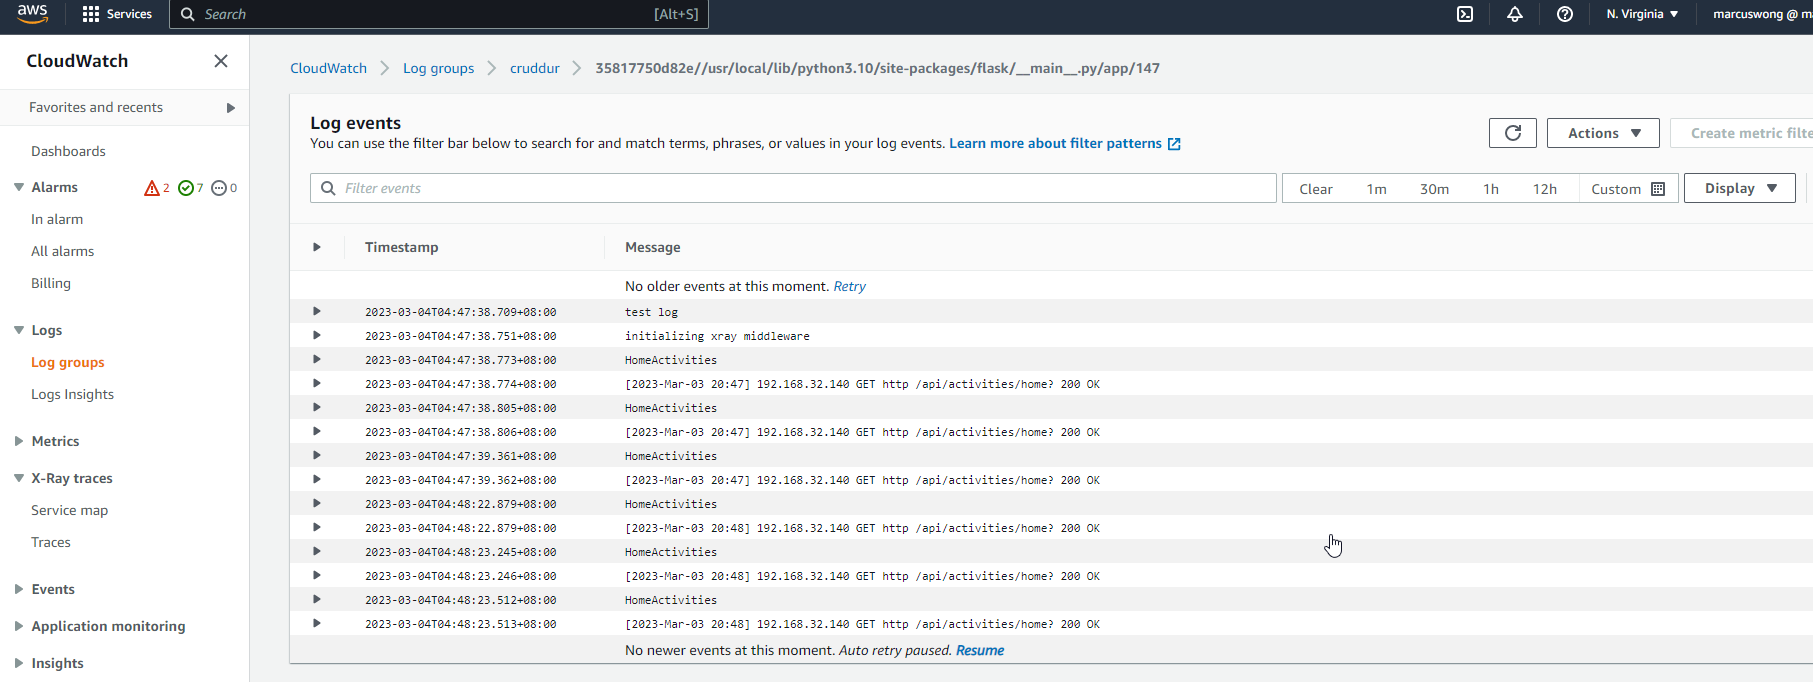 aws Services Search [Alt+S] N. Virginia marcuswong @ m
CloudWatch
Favorites and recents
Dashboards
Alarms 2 7 0
In alarm
All alarms
Billing
Logs
Log groups
Logs Insights
Metrics
X-Ray traces
Service map
Traces
Events
Application monitoring
Insights
CloudWatch Log groups cruddur 35817750d82e//usr/local/lib/python3.10/site-packages/flask/__main__.py/app/147
Log events
You can use the filter bar below to search for and match terms, phrases, or values in your log events. Learn more about filter patterns
Actions Create metric filte
Filter events Clear 1m 30m 1h 12h Custom Display
Timestamp Message
No older events at this moment. Retry
2023-03-04T04:47:38.709+08:00 test log
2023-03-04T04:47:38.751+08:00 initializing xray middleware
2023-03-04T04:47:38.773+08:00 HomeActivities
2023-03-04T04:47:38.774+08:00 [2023-Mar-03 20:47] 192.168.32.140 GET http /api/activities/home? 200 OK
2023-03-04T04:47:38.805+08:00 HomeActivities
2023-03-04T04:47:38.806+08:00 [2023-Mar-03 20:47] 192.168.32.140 GET http /api/activities/home? 200 OK
2023-03-04T04:47:39.361+08:00 HomeActivities
2023-03-04T04:47:39.362+08:00 [2023-Mar-03 20:47] 192.168.32.140 GET http /api/activities/home? 200 OK
2023-03-04T04:48:22.879+08:00 HomeActivities
2023-03-04T04:48:22.879+08:00 [2023-Mar-03 20:48] 192.168.32.140 GET http /api/activities/home? 200 OK
2023-03-04T04:48:23.245+08:00 HomeActivities
2023-03-04T04:48:23.246+08:00 [2023-Mar-03 20:48] 192.168.32.140 GET http /api/activities/home? 200 OK
2023-03-04T04:48:23.512+08:00 HomeActivities
2023-03-04T04:48:23.513+08:00 [2023-Mar-03 20:48] 192.168.32.140 GET http /api/activities/home? 200 OK
No newer events at this moment. Auto retry paused. Resume